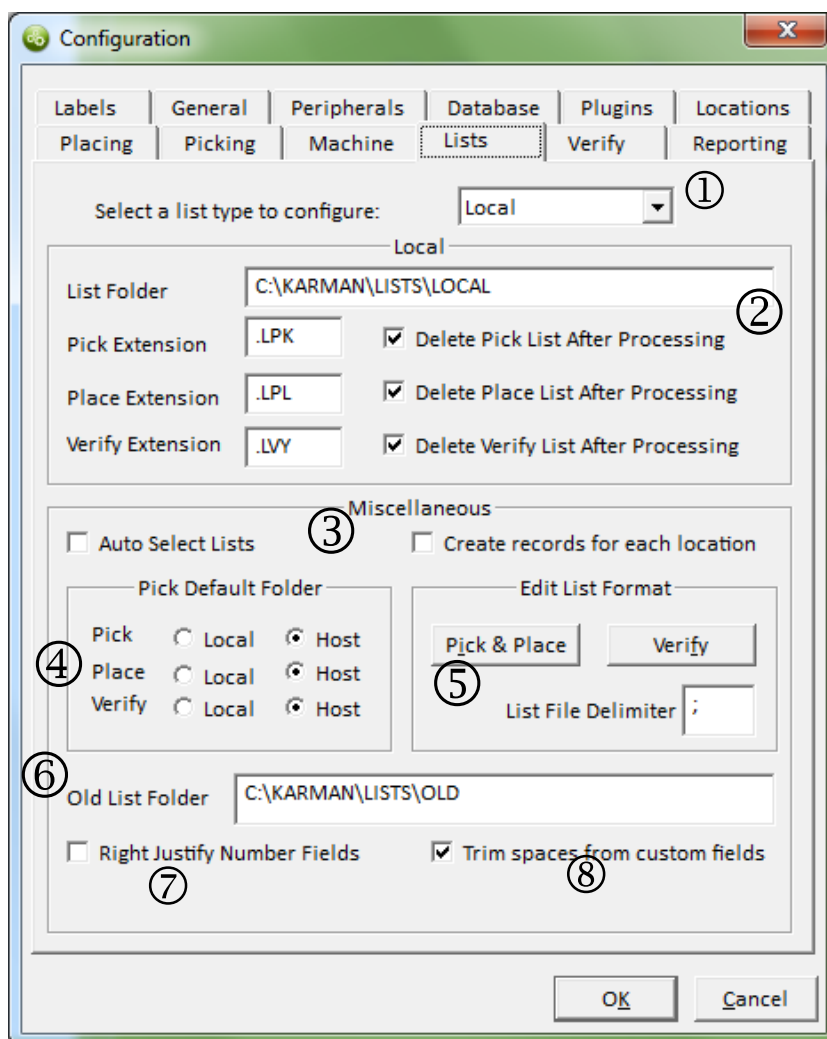 Configuration
Labels General Peripherals Database Plugins Locations
Placing Picking Machine Lists Verify Reporting
Select a list type to configure: Local ①
Local
List Folder C:\KARMAN\LISTS\LOCAL
②
Pick Extension .LPK Delete Pick List After Processing
Place Extension .LPL Delete Place List After Processing
Verify Extension .LVY Delete Verify List After Processing
Miscellaneous
③
Auto Select Lists Create records for each location
Pick Default Folder Edit List Format
Pick Local Host Pick & Place Verify
④ Place Local Host ⑤
Verify Local Host List File Delimiter ;
⑥
Old List Folder C:\KARMAN\LISTS\OLD
Right Justify Number Fields Trim spaces from custom fields
⑦ ⑧
OK Cancel